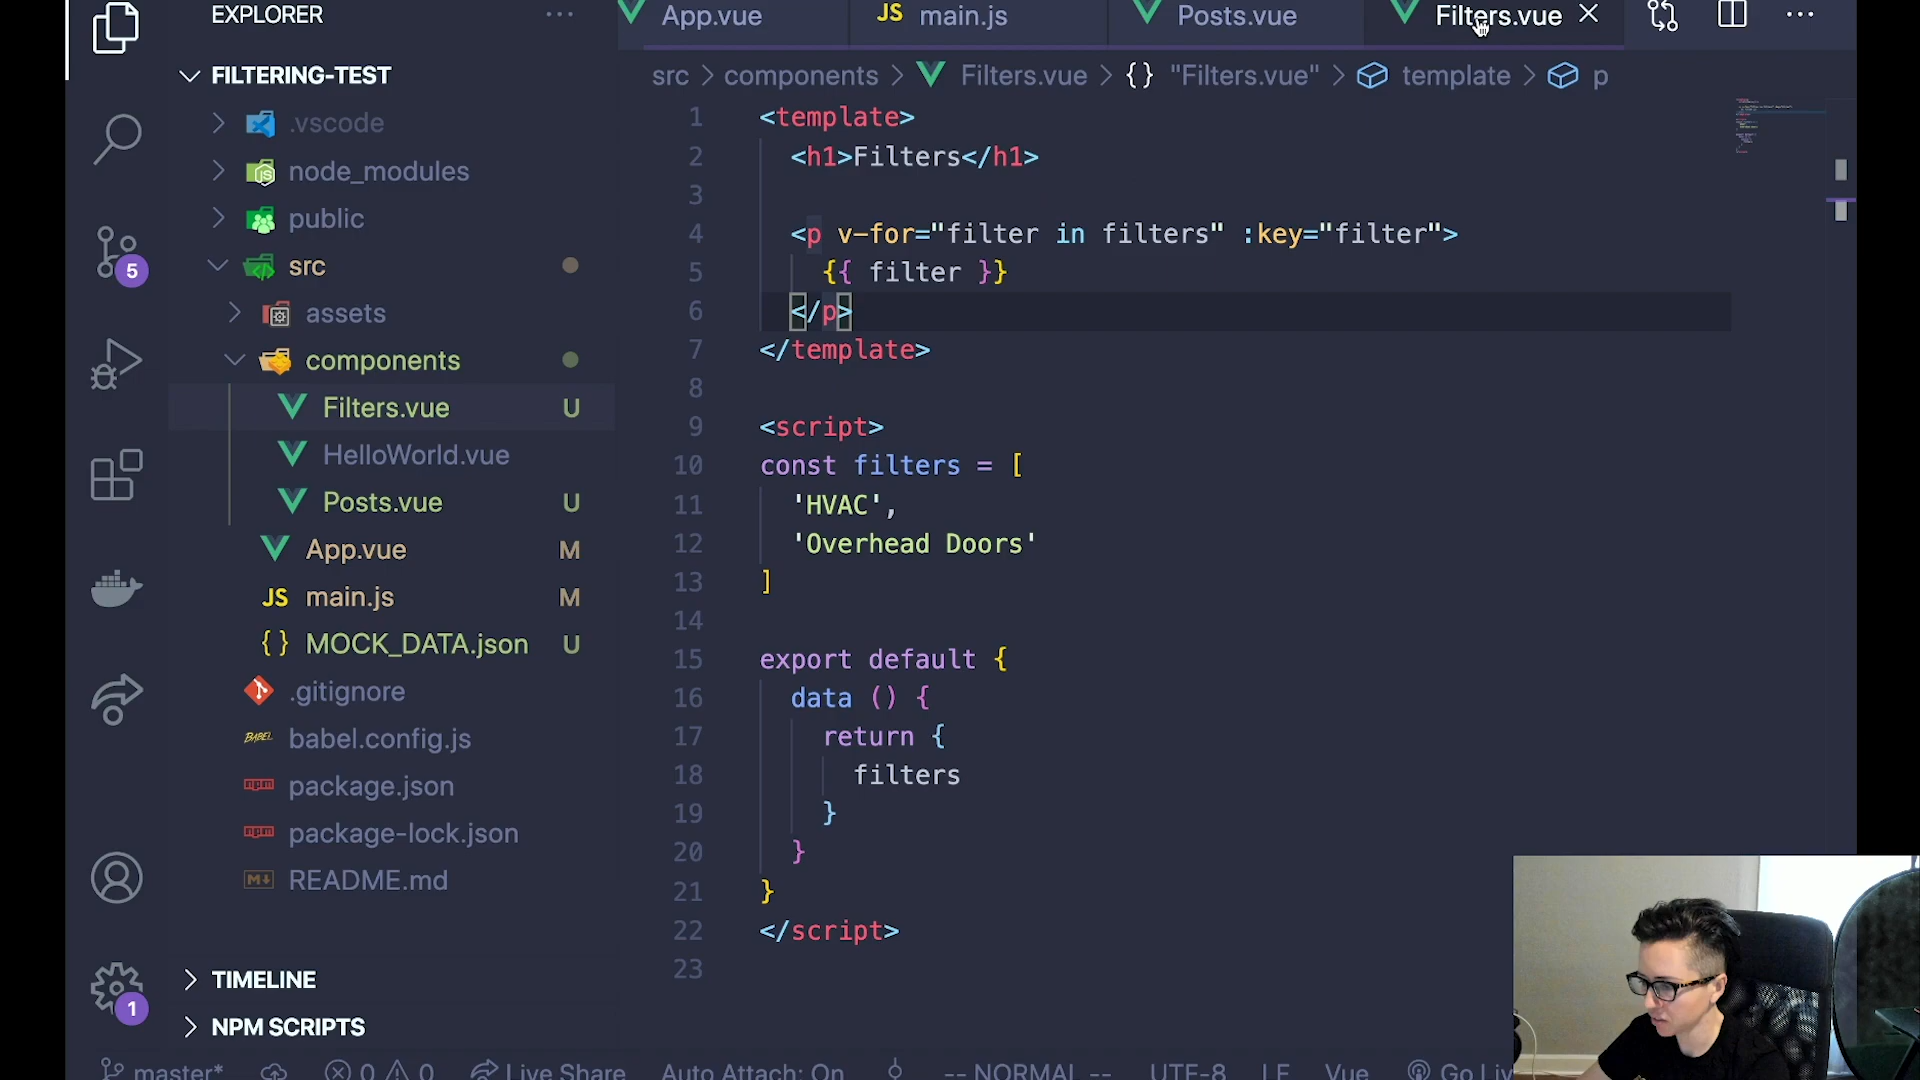 EXPLORER
FILTERING-TEST
.vscode
node_modules
public
src
assets
components
Filters.vue U
HelloWorld.vue
Posts.vue U
App.vue M
JS main.js M
{ } MOCK_DATA.json U
.gitignore
BABEL babel.config.js
npm package.json
npm package-lock.json
M↓ README.md
TIMELINE
NPM SCRIPTS
5
1
App.vue
JS main.js
Posts.vue
Filters.vue
src > components > Filters.vue > {} "Filters.vue" > template > p
1 <template>
2 <h1>Filters</h1>
3
4 <p v-for="filter in filters" :key="filter">
5 {{ filter }}
6 </p>
7 </template>
8
9 <script>
10 const filters = [
11 'HVAC',
12 'Overhead Doors'
13 ]
14
15 export default {
16 data () {
17 return {
18 filters
19 }
20 }
21 }
22 </script>
23
master* 0 0 Live Share Auto Attach: On -- NORMAL -- UTF-8 LF Vue Go Liv